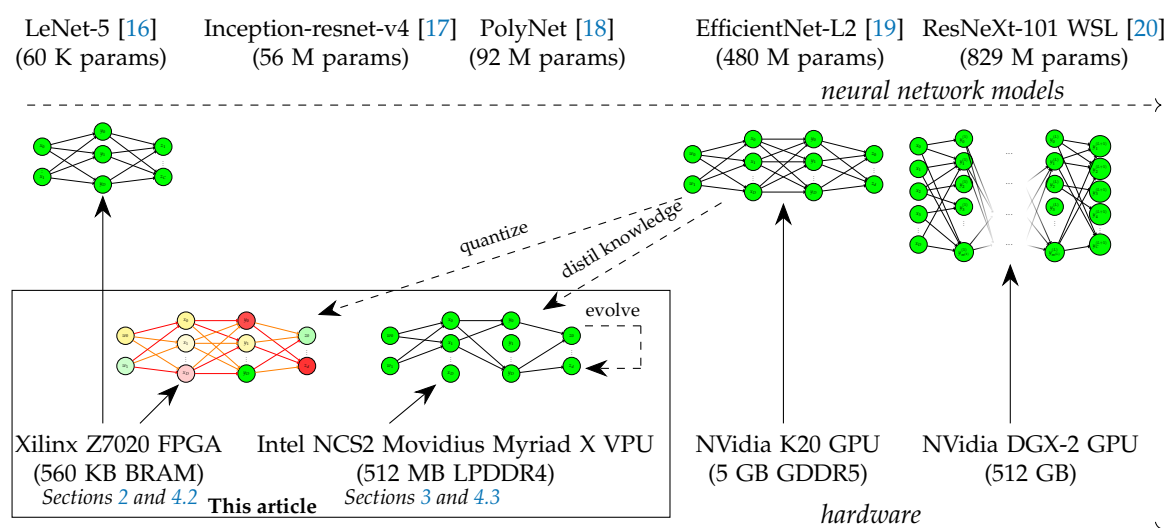 LeNet-5 [16] Inception-resnet-v4 [17] PolyNet [18] EfficientNet-L2 [19] ResNeXt-101 WSL [20]
(60 K params) (56 M params) (92 M params) (480 M params) (829 M params)
neural network models
quantize
distil knowledge
evolve
Xilinx Z7020 FPGA Intel NCS2 Movidius Myriad X VPU NVidia K20 GPU NVidia DGX-2 GPU
(560 KB BRAM) (512 MB LPDDR4) (5 GB GDDR5) (512 GB)
Sections 2 and 4.2 This article Sections 3 and 4.3
hardware